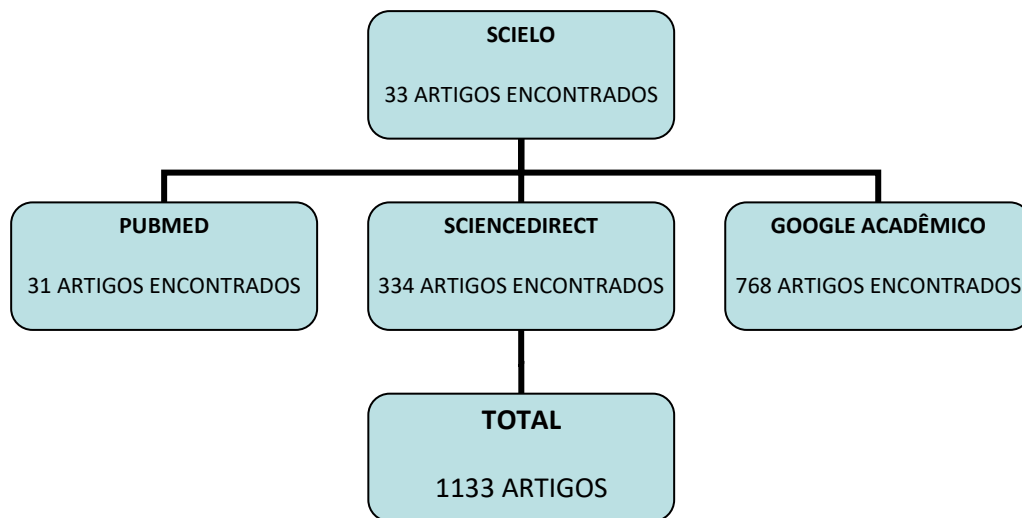 SCIELO
33 ARTIGOS ENCONTRADOS
PUBMED
31 ARTIGOS ENCONTRADOS
SCIENCEDIRECT
334 ARTIGOS ENCONTRADOS
GOOGLE ACADÊMICO
768 ARTIGOS ENCONTRADOS
TOTAL
1133 ARTIGOS